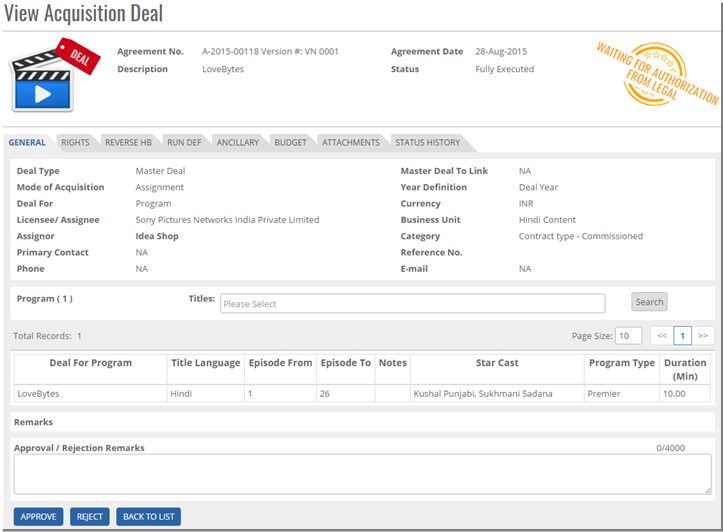 View Acquisition Deal
DEAL
Agreement No. A-2015-00118 Version #: VN 0001 Agreement Date 28-Aug-2015
Description LoveBytes Status Fully Executed
WAITING FOR AUTHORIZATION
FROM LEGAL
GENERAL RIGHTS REVERSE HB RUN DEF ANCILLARY BUDGET ATTACHMENTS STATUS HISTORY
Deal Type Master Deal Master Deal To Link NA
Mode of Acquisition Assignment Year Definition Deal Year
Deal For Program Currency INR
Licensee/ Assignee Sony Pictures Networks India Private Limited Business Unit Hindi Content
Assignor Idea Shop Category Contract type - Commissioned
Primary Contact NA Reference No.
Phone NA E-mail NA
Program ( 1 ) Titles: Please Select Search
Total Records: 1 Page Size: 10 << 1 >>
Deal For Program Title Language Episode From Episode To Notes Star Cast Program Type Duration
(Min)
LoveBytes Hindi 1 26 Kushal Punjabi, Sukhmani Sadana Premier 10.00
Remarks
Approval / Rejection Remarks 0/4000
APPROVE REJECT BACK TO LIST